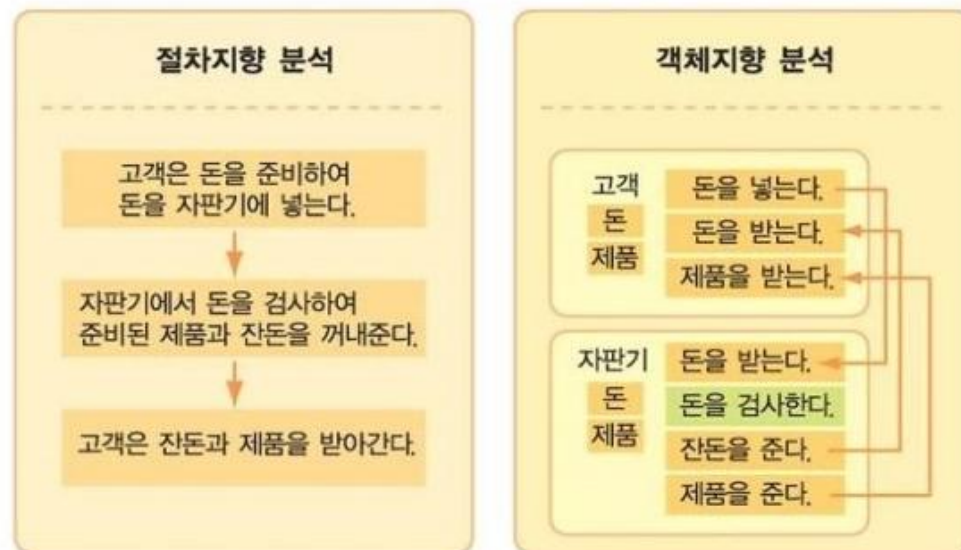 절차지향 분석
고객은 돈을 준비하여
돈을 자판기에 넣는다.
자판기에서 돈을 검사하여
준비된 제품과 잔돈을 꺼내준다.
고객은 잔돈과 제품을 받아간다.
객체지향 분석
고객
돈
제품
돈을 넣는다.
돈을 받는다.
제품을 받는다.
자판기
돈
제품
돈을 받는다.
돈을 검사한다.
잔돈을 준다.
제품을 준다.